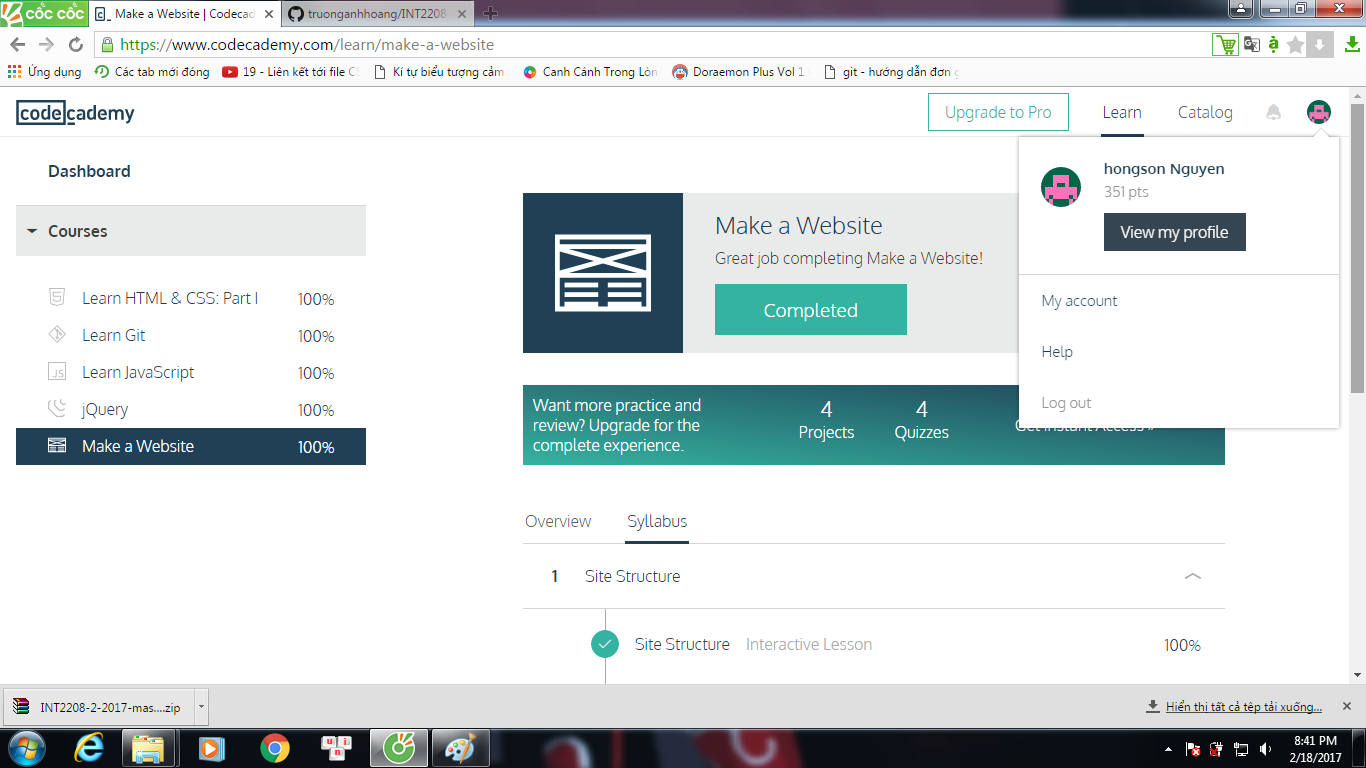 cốc cốc
Make a Website | Codecad
truonganhhoang/INT2208
https://www.codecademy.com/learn/make-a-website
Ứng dụng
Các tab mới đóng
19 - Liên kết tới file CS
Kí tự biểu tượng cảm
Canh Cánh Trong Lòn
Doraemon Plus Vol 1
git - hướng dẫn đơn g
codecademy
Upgrade to Pro
Learn
Catalog
Dashboard
Courses
Learn HTML & CSS: Part I 100%
Learn Git 100%
Learn JavaScript 100%
jQuery 100%
Make a Website 100%
Make a Website
Great job completing Make a Website!
Completed
hongson Nguyen
351 pts
View my profile
My account
Help
Log out
Want more practice and
review? Upgrade for the
complete experience.
4
Projects
4
Quizzes
Get Instant Access »
Overview
Syllabus
1 Site Structure
Site Structure Interactive Lesson 100%
INT2208-2-2017-mas....zip
Hiển thị tất cả tệp tải xuống...
8:41 PM
2/18/2017